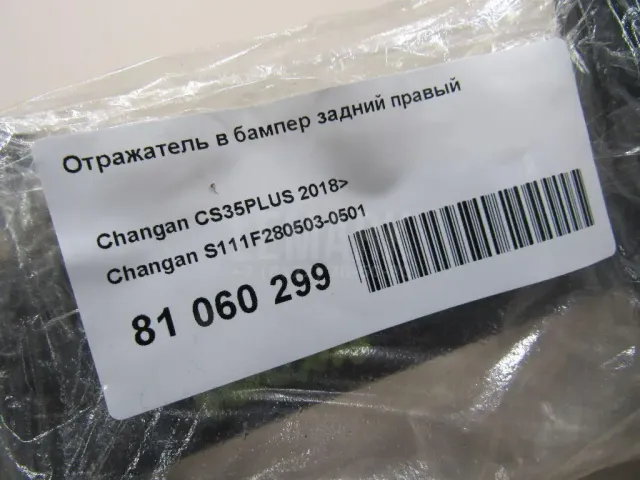 Отражатель в бампер задний правый
Changan CS35PLUS 2018>
Changan S111F280503-0501
81 060 299